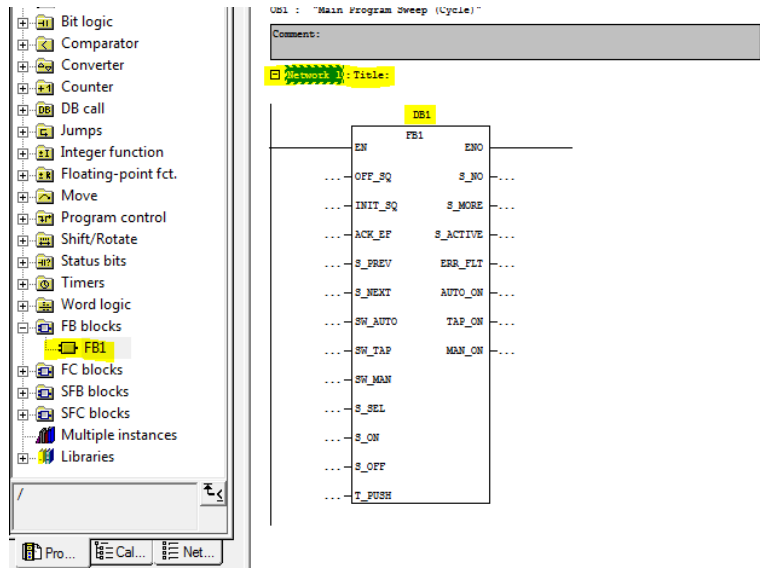 Bit logic
Comparator
Converter
Counter
DB call
Jumps
Integer function
Floating-point fct.
Move
Program control
Shift/Rotate
Status bits
Timers
Word logic
FB blocks
FB1
FC blocks
SFB blocks
SFC blocks
Multiple instances
Libraries
/
Pro...
Cal...
Net...
OB1 : "Main Program Sweep (Cycle)"
Comment:
Network 1: Title:
DB1
FB1
EN ENO
... OFF_SQ S_NO ...
... INIT_SQ S_MORE ...
... ACK_EF S_ACTIVE ...
... S_PREV ERR_FLT ...
... S_NEXT AUTO_ON ...
... SW_AUTO TAP_ON ...
... SW_TAP MAN_ON ...
... SW_MAN
... S_SEL
... S_ON
... S_OFF
... T_PUSH